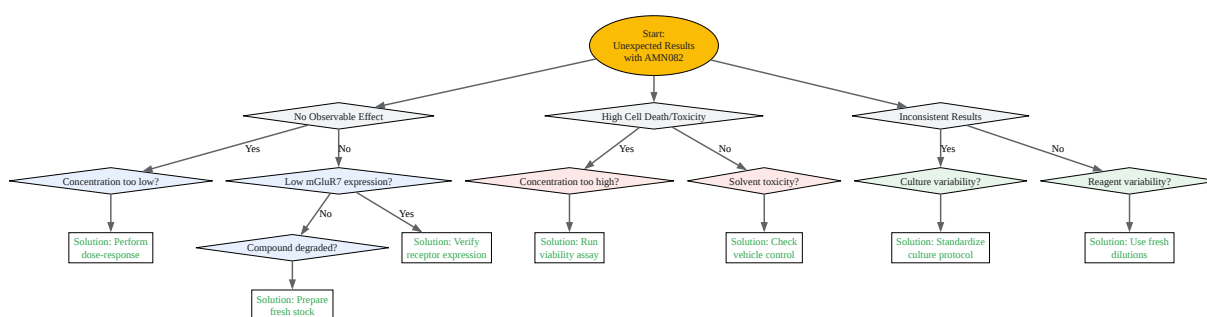 Start:
Unexpected Results
with AMN082
No Observable Effect
High Cell Death/Toxicity
Inconsistent Results
Yes
No
Yes
No
Yes
No
Concentration too low?
Low mGluR7 expression?
Concentration too high?
Solvent toxicity?
Culture variability?
Reagent variability?
No
Yes
Solution: Perform
dose-response
Compound degraded?
Solution: Verify
receptor expression
Solution: Run
viability assay
Solution: Check
vehicle control
Solution: Standardize
culture protocol
Solution: Use fresh
dilutions
Solution: Prepare
fresh stock